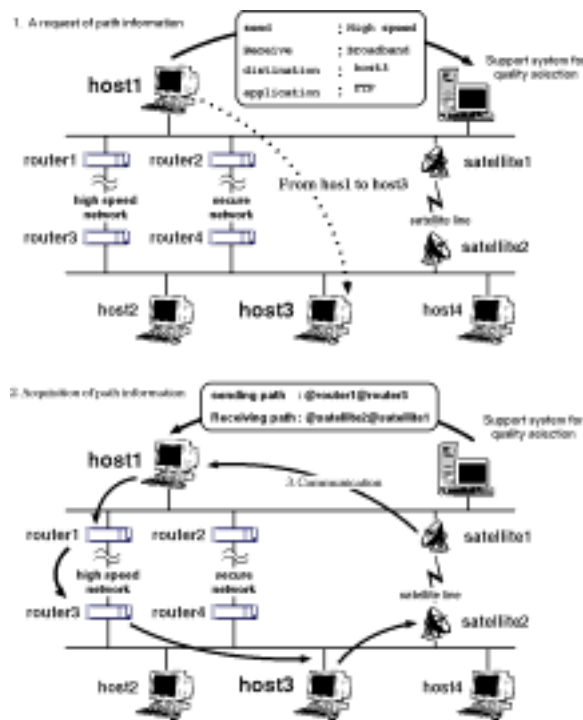 1. A request of path information
send : High speed
Receive : Broadband
distination : host3
application : FTP
Support system for
quality selection
host1
router1
router2
satellite1
From hos1 to host3
high speed
network
secure
network
satellite line
router3
router4
satellite2
host2
host3
host4
2. Acquisition of path information
sending path : @router1@router3
Receiving path : @satellite2@satellite1
Support system for
quality selection
host1
3. Communication
router1
router2
satellite1
high speed
network
secure
network
satellite line
router3
router4
satellite2
host2
host3
host4